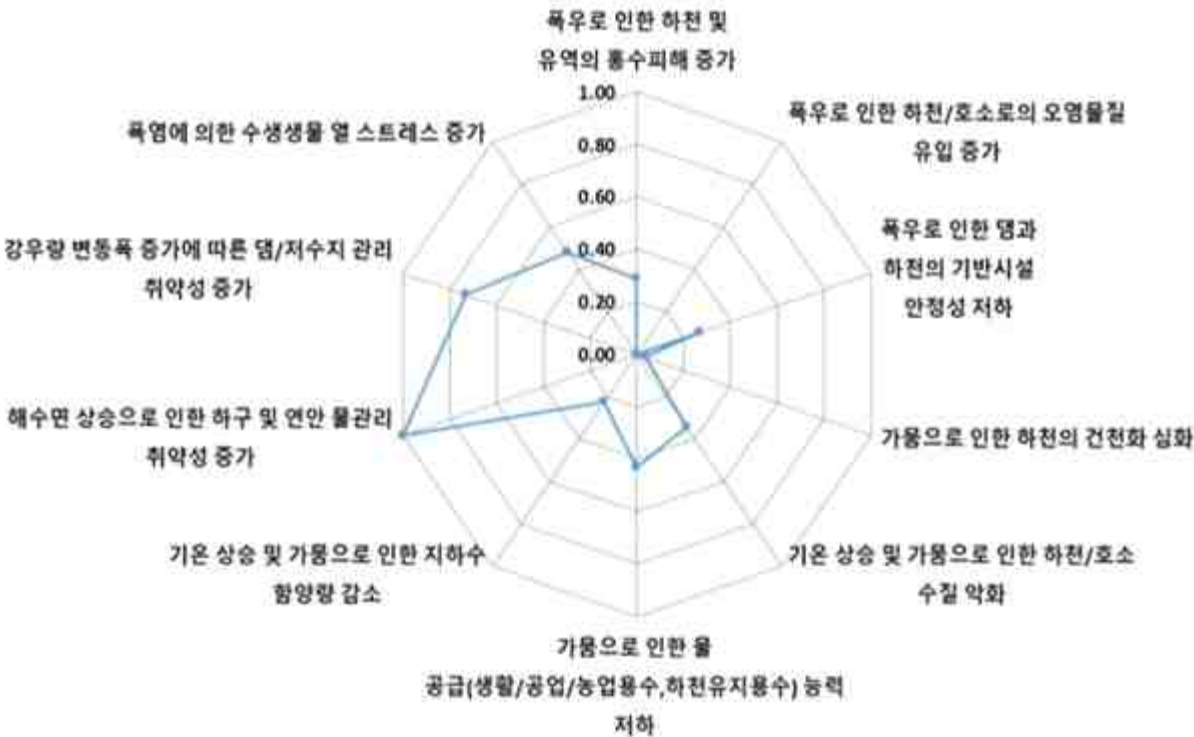 폭우로 인한 하천 및
유역의 홍수피해 증가
폭우로 인한 하천/호소로의 오염물질
유입 증가
폭우로 인한 댐과
하천의 기반시설
안정성 저하
가뭄으로 인한 하천의 건천화 심화
기온 상승 및 가뭄으로 인한 하천/호소
수질 악화
가뭄으로 인한 물
공급(생활/공업/농업용수,하천유지용수) 능력
저하
기온 상승 및 가뭄으로 인한 지하수
함양량 감소
해수면 상승으로 인한 하구 및 연안 물관리
취약성 증가
강우량 변동폭 증가에 따른 댐/저수지 관리
취약성 증가
폭염에 의한 수생생물 열 스트레스 증가
1.00
0.80
0.60
0.40
0.20
0.00